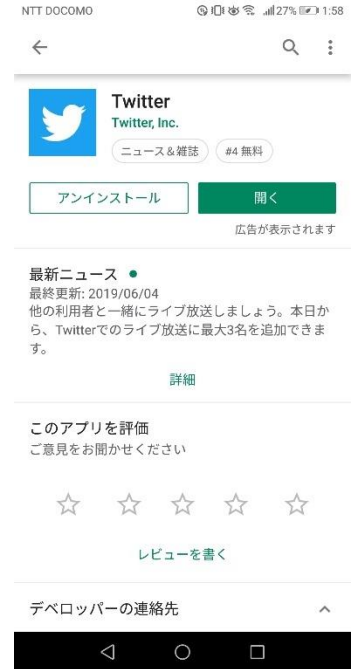 NTT DOCOMO 27% 1:58
Twitter
Twitter, Inc.
ニュース&雑誌 #4 無料
アンインストール 開く
広告が表示されます
最新ニュース
最終更新: 2019/06/04
他の利用者と一緒にライブ放送しましょう。本日か
ら、Twitterでのライブ放送に最大3名を追加できま
す。
詳細
このアプリを評価
ご意見をお聞かせください
レビューを書く
デベロッパーの連絡先